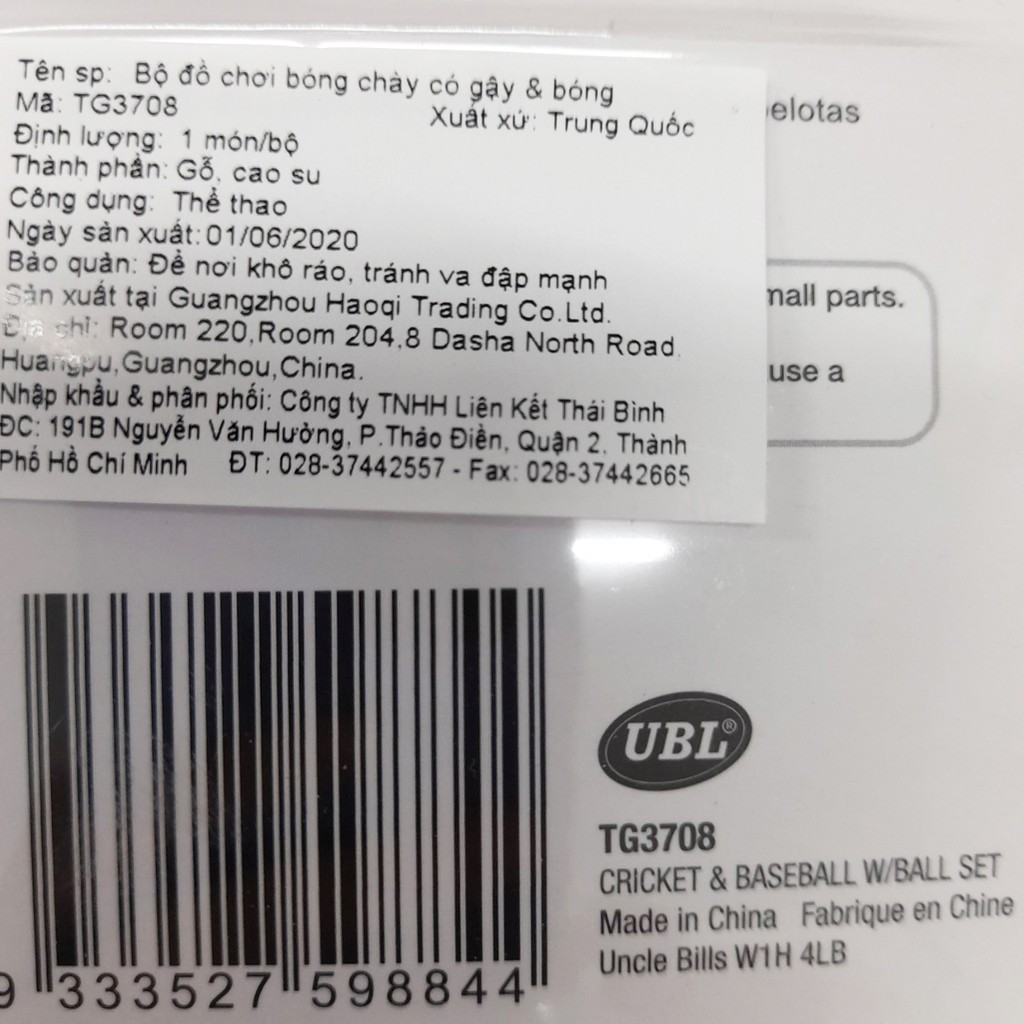 Tên sp: Bộ đồ chơi bóng chày có gậy & bóng
Mã: TG3708 Xuất xứ: Trung Quốc
Định lượng: 1 món/bộ
Thành phần: Gỗ, cao su
Công dụng: Thể thao
Ngày sản xuất: 01/06/2020
Bảo quản: Để nơi khô ráo, tránh va đập mạnh
Sản xuất tại Guangzhou Haoqi Trading Co.Ltd.
Địa chỉ: Room 220,Room 204,8 Dasha North Road,
Huangpu,Guangzhou,China.
Nhập khẩu & phân phối: Công ty TNHH Liên Kết Thái Bình
ĐC: 191B Nguyễn Văn Hưởng, P.Thảo Điền, Quận 2, Thành
Phố Hồ Chí Minh ĐT: 028-37442557 - Fax: 028-37442665
elotas
mall parts.
use a
9 333527 598844
UBL®
TG3708
CRICKET & BASEBALL W/BALL SET
Made in China Fabrique en Chine
Uncle Bills W1H 4LB